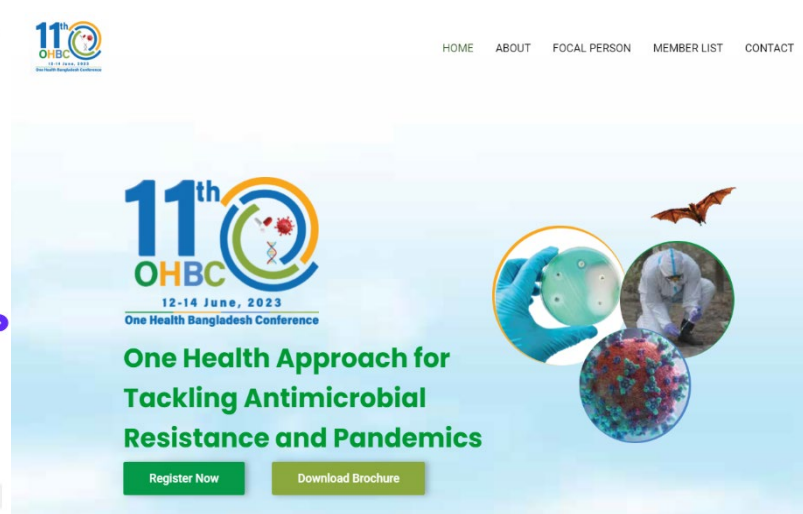 11th
OHBC
12-14 June, 2023
One Health Bangladesh Conference
HOME ABOUT FOCAL PERSON MEMBER LIST CONTACT
11th
OHBC
12-14 June, 2023
One Health Bangladesh Conference
One Health Approach for
Tackling Antimicrobial
Resistance and Pandemics
Register Now Download Brochure